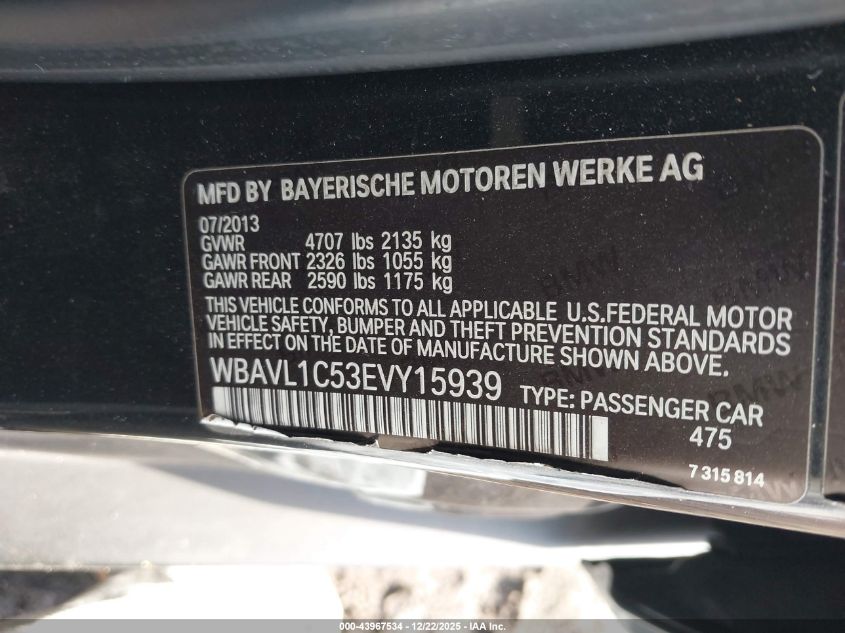 MFD BY BAYERISCHE MOTOREN WERKE AG
07/2013
GVWR 4707 lbs 2135 kg
GAWR FRONT 2326 lbs 1055 kg
GAWR REAR 2590 lbs 1175 kg
THIS VEHICLE CONFORMS TO ALL APPLICABLE U.S.FEDERAL MOTOR
VEHICLE SAFETY, BUMPER AND THEFT PREVENTION STANDARDS
IN EFFECT ON THE DATE OF MANUFACTURE SHOWN ABOVE.
WBAVL1C53EVY15939 TYPE: PASSENGER CAR
475
7 315 814
000-43967534 — 12/22/2025 — IAA Inc.